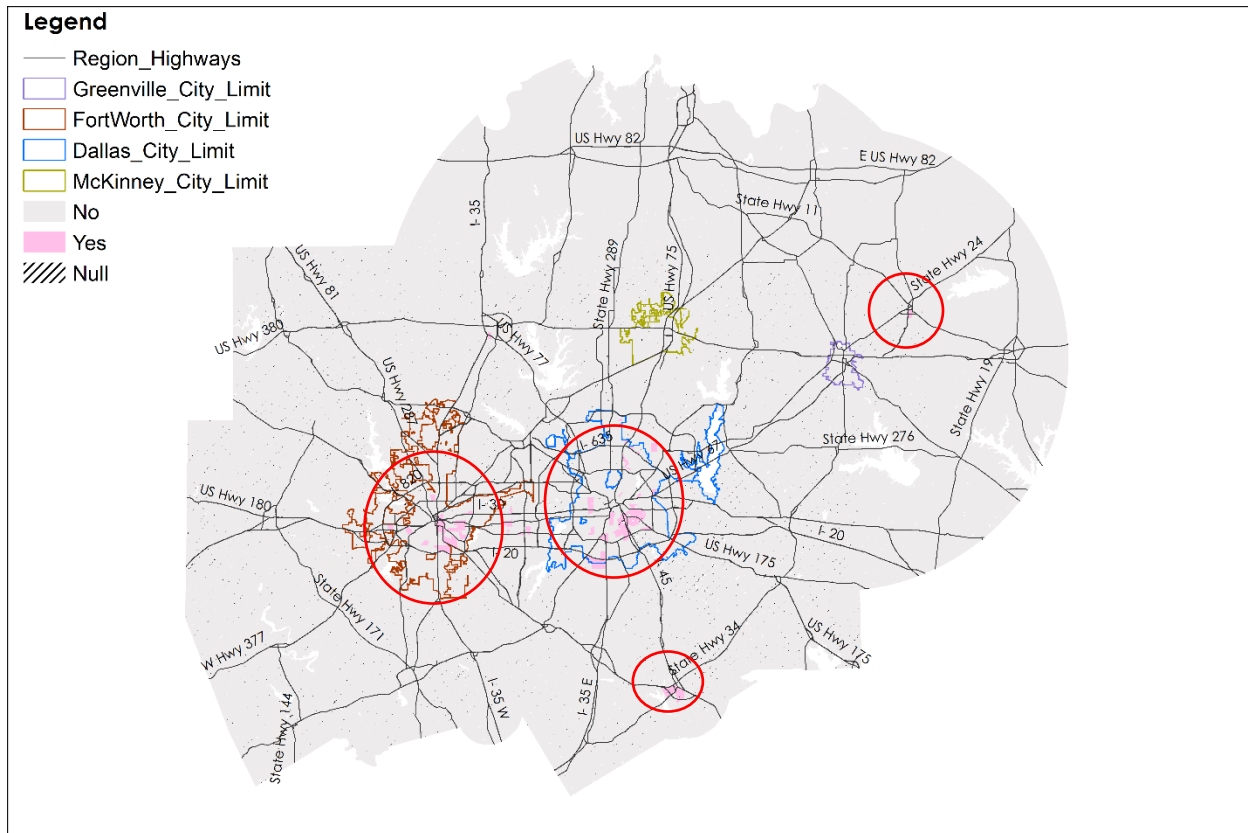 Legend
Region_Highways
Greenville_City_Limit
FortWorth_City_Limit
Dallas_City_Limit
McKinney_City_Limit
No
Yes
Null
US Hwy 82
E US Hwy 82
State Hwy 11
I- 35
State Hwy 289
US Hwy 75
State Hwy 24
US Hwy 81
US Hwy 380
US Hwy 77
State Hwy 19
US Hwy 287
I- 635
US Hwy 67
State Hwy 276
820
US Hwy 180
I- 30
I- 20
I- 20
US Hwy 175
45
State Hwy 171
State Hwy 34
US Hwy 175
W Hwy 377
I- 35 W
I- 35 E
State Hwy 144